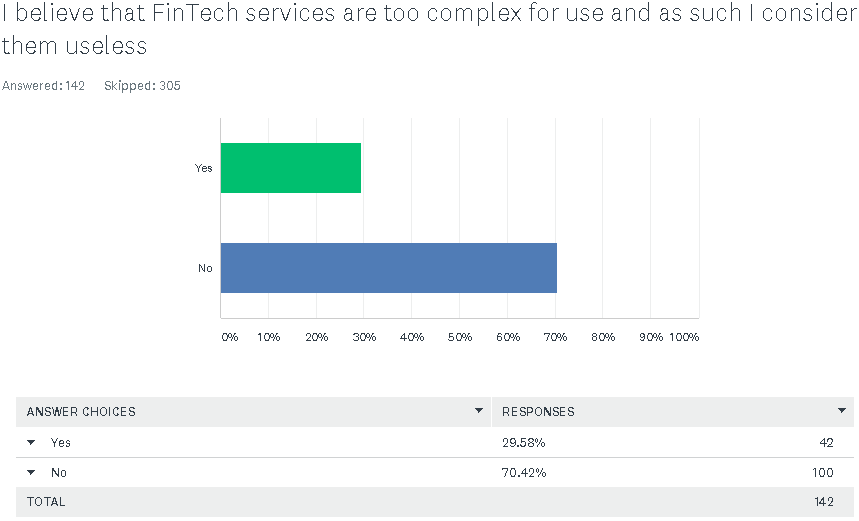 I believe that FinTech services are too complex for use and as such I consider
them useless
Answered: 142 Skipped: 305
Yes
No
0% 10% 20% 30% 40% 50% 60% 70% 80% 90% 100%
ANSWER CHOICES RESPONSES
Yes 29.58% 42
No 70.42% 100
TOTAL 142